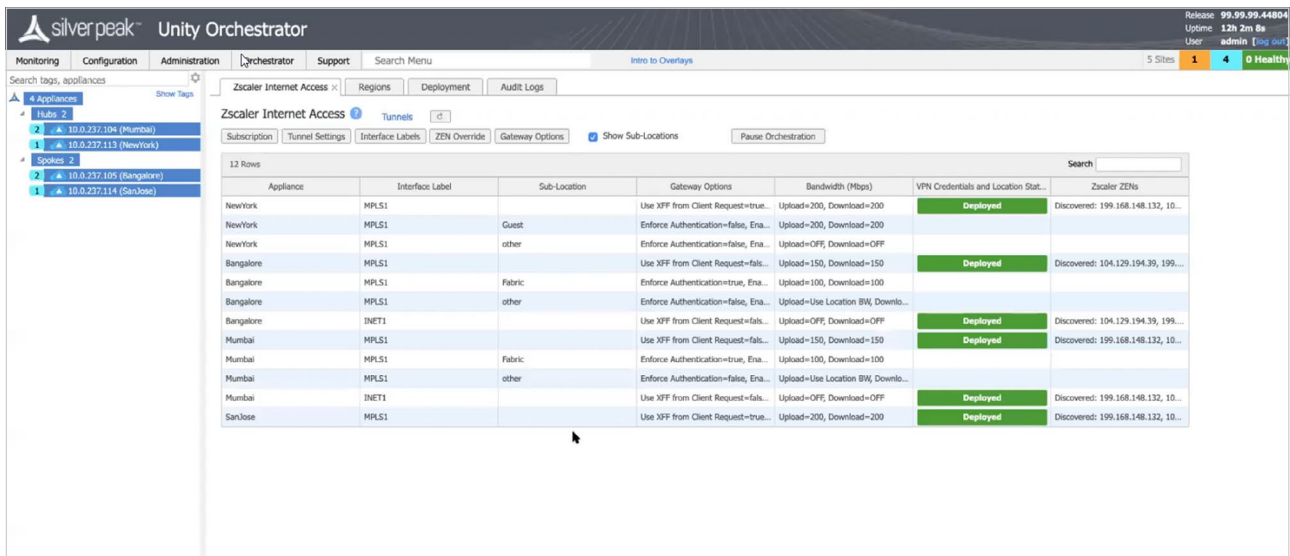 silver peak™ Unity Orchestrator
Release 99.99.99.44804
Uptime 12h 2m 8s
User admin [log out]
Monitoring Configuration Administration Orchestrator Support Search Menu Intro to Overlays 5 Sites 1 4 0 Healthy
Search tags, appliances
Show Tags
4 Appliances
Hubs 2
2 10.0.237.104 (Mumbai)
1 10.0.237.113 (NewYork)
Spokes 2
2 10.0.237.105 (Bangalore)
1 10.0.237.114 (SanJose)
Zscaler Internet Access × Regions Deployment Audit Logs
Zscaler Internet Access ? Tunnels
Subscription Tunnel Settings Interface Labels ZEN Override Gateway Options Show Sub-Locations Pause Orchestration
12 Rows Search
Appliance Interface Label Sub-Location Gateway Options Bandwidth (Mbps) VPN Credentials and Location Stat... Zscaler ZENs
NewYork MPLS1 Use XFF from Client Request=true... Upload=200, Download=200 Deployed Discovered: 199.168.148.132, 10...
NewYork MPLS1 Guest Enforce Authentication=false, Ena... Upload=200, Download=200
NewYork MPLS1 other Enforce Authentication=false, Ena... Upload=OFF, Download=OFF
Bangalore MPLS1 Use XFF from Client Request=fals... Upload=150, Download=150 Deployed Discovered: 104.129.194.39, 199....
Bangalore MPLS1 Fabric Enforce Authentication=true, Ena... Upload=100, Download=100
Bangalore MPLS1 other Enforce Authentication=false, Ena... Upload=Use Location BW, Downlo...
Bangalore INET1 Use XFF from Client Request=fals... Upload=OFF, Download=OFF Deployed Discovered: 104.129.194.39, 199....
Mumbai MPLS1 Use XFF from Client Request=fals... Upload=150, Download=150 Deployed Discovered: 199.168.148.132, 10...
Mumbai MPLS1 Fabric Enforce Authentication=true, Ena... Upload=100, Download=100
Mumbai MPLS1 other Enforce Authentication=false, Ena... Upload=Use Location BW, Downlo...
Mumbai INET1 Use XFF from Client Request=fals... Upload=OFF, Download=OFF Deployed Discovered: 199.168.148.132, 10...
SanJose MPLS1 Use XFF from Client Request=true... Upload=200, Download=200 Deployed Discovered: 199.168.148.132, 10...